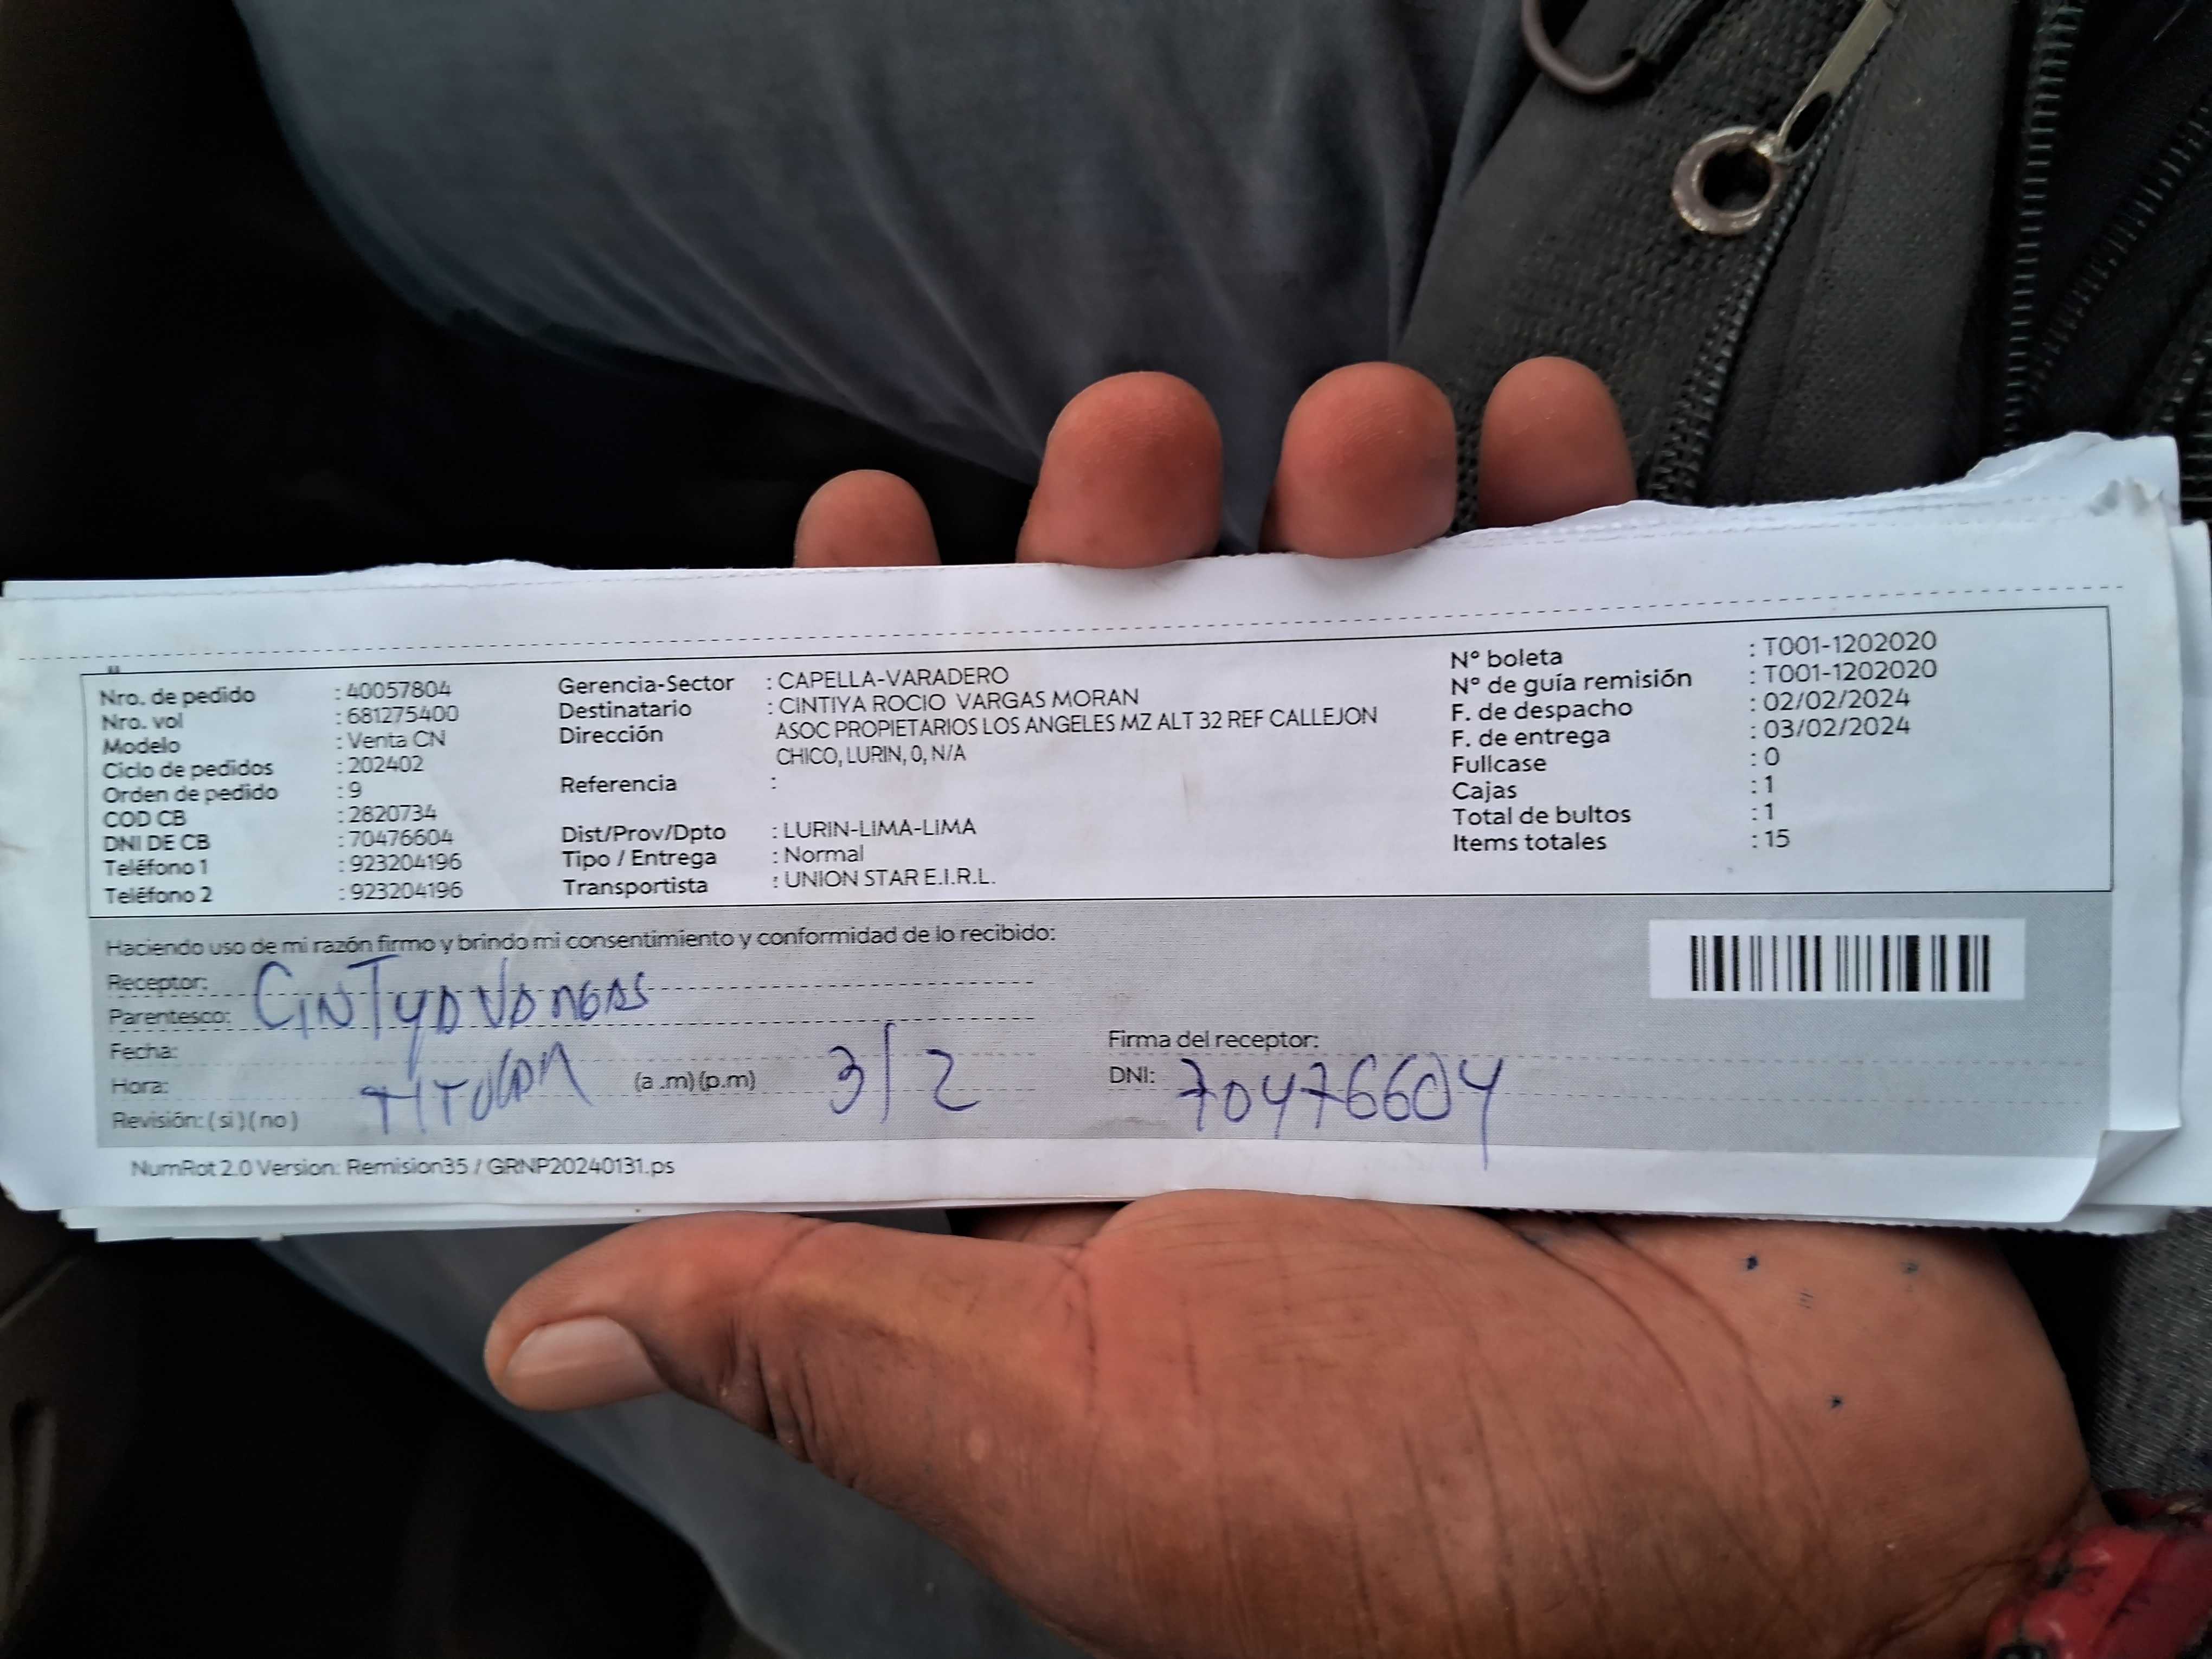 Nro. de pedido : 40057804
Nro. vol : 681275400
Modelo : Venta CN
Ciclo de pedidos : 202402
Orden de pedido : 9
COD CB : 2820734
DNI DE CB : 70476604
Teléfono 1 : 923204196
Teléfono 2 : 923204196
Gerencia-Sector : CAPELLA-VARADERO
Destinatario : CINTIYA ROCIO VARGAS MORAN
Dirección ASOC PROPIETARIOS LOS ANGELES MZ ALT 32 REF CALLEJON
CHICO, LURIN, 0, N/A
Referencia :
Dist/Prov/Dpto : LURIN-LIMA-LIMA
Tipo / Entrega : Normal
Transportista : UNION STAR E.I.R.L.
N° boleta : T001-1202020
N° de guía remisión : T001-1202020
F. de despacho : 02/02/2024
F. de entrega : 03/02/2024
Fullcase : 0
Cajas : 1
Total de bultos : 1
Items totales : 15
Haciendo uso de mi razón firmo y brindo mi consentimiento y conformidad de lo recibido:
Receptor: CINTYA VARGAS
Parentesco:
Fecha:
Hora: TITULAR (a .m)(p.m) 3/2
Revisión: ( si )( no )
Firma del receptor:
DNI: 70476604
NumRot 2.0 Version: Remision35 / GRNP20240131.ps